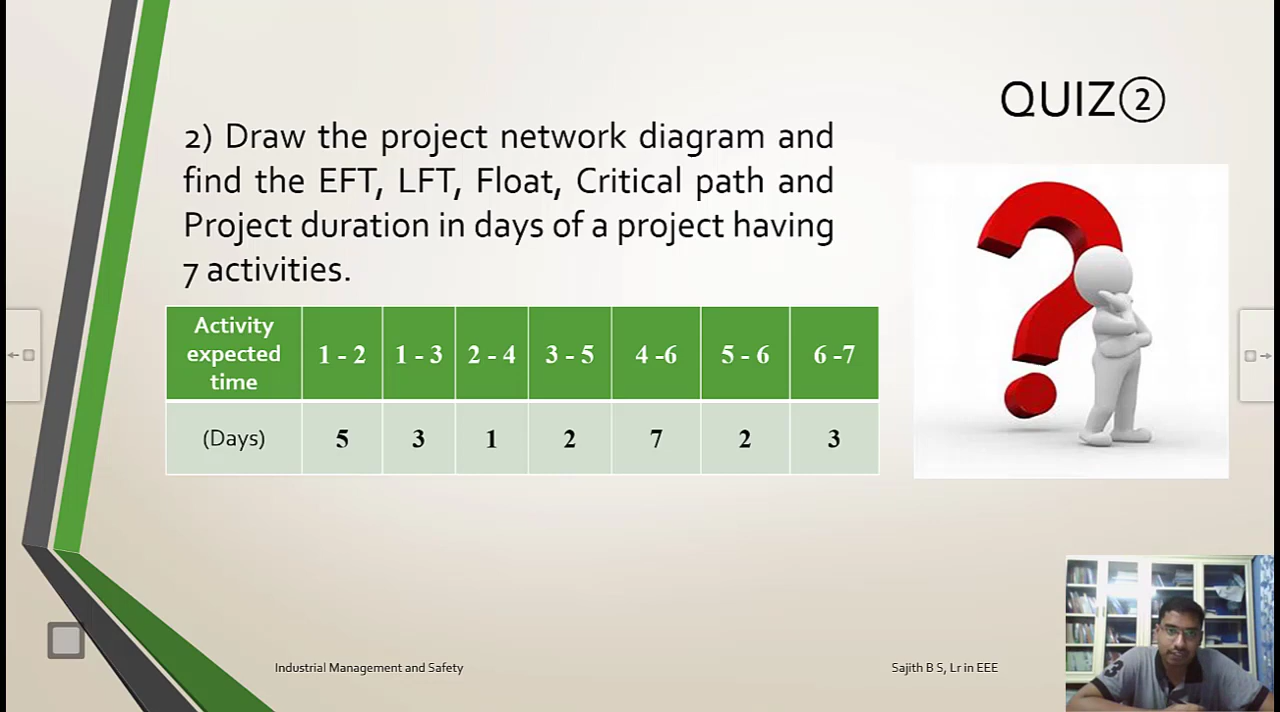 QUIZ②
2) Draw the project network diagram and
find the EFT, LFT, Float, Critical path and
Project duration in days of a project having
7 activities.
Activity
expected
time
1 - 2
1 - 3
2 - 4
3 - 5
4 -6
5 - 6
6 -7
(Days)
5
3
1
2
7
2
3
Industrial Management and Safety
Sajith B S, Lr in EEE